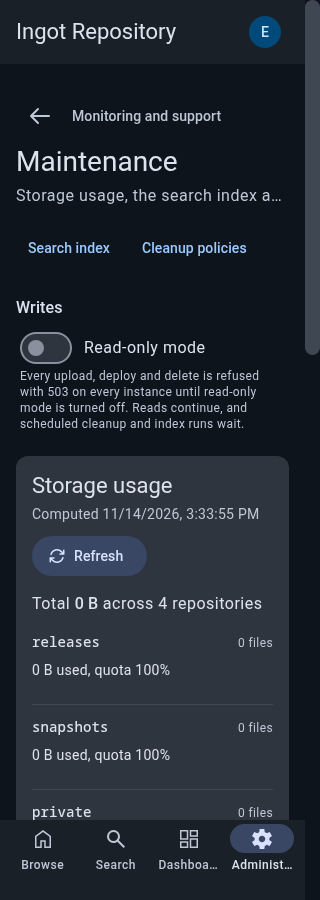 Ingot Repository
E
Monitoring and support
Maintenance
Storage usage, the search index a…
Search index
Cleanup policies
Writes
Read-only mode
Every upload, deploy and delete is refused
with 503 on every instance until read-only
mode is turned off. Reads continue, and
scheduled cleanup and index runs wait.
Storage usage
Computed 11/14/2026, 3:33:55 PM
Refresh
Total 0 B across 4 repositories
releases
0 files
0 B used, quota 100%
snapshots
0 files
0 B used, quota 100%
private
0 files
Browse
Search
Dashboa…
Administ…